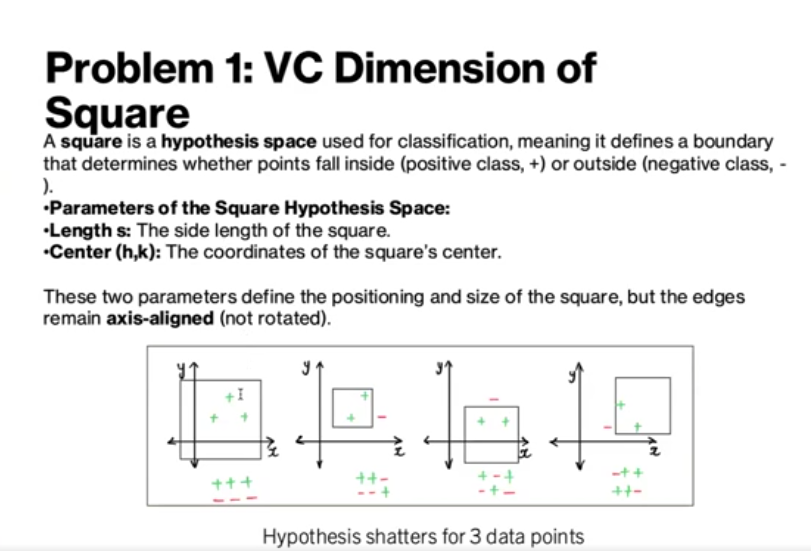 Problem 1: VC Dimension of
Square
A square is a hypothesis space used for classification, meaning it defines a boundary
that determines whether points fall inside (positive class, +) or outside (negative class, -
).
•Parameters of the Square Hypothesis Space:
•Length s: The side length of the square.
•Center (h,k): The coordinates of the square's center.
These two parameters define the positioning and size of the square, but the edges
remain axis-aligned (not rotated).
y y y y
+ + - +
+ + + - + + - +
x x x x
+++ ++- +-+ -++
--- --+ -+- ++-
Hypothesis shatters for 3 data points